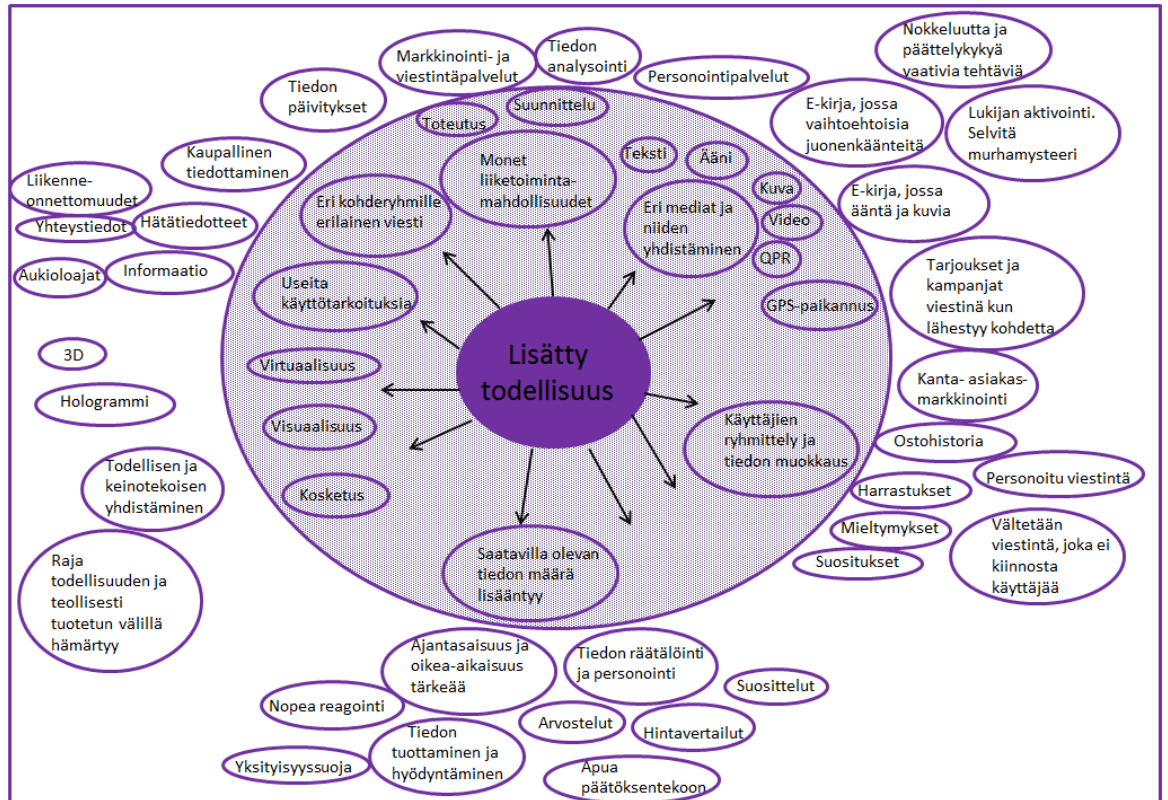 Nokkeluutta ja
päättelykykyä
vaativia tehtäviä
Tiedon
analysointi
Markkinointi- ja
viestintäpalvelut
Personointipalvelut
Tiedon
päivitykset
Suunnittelu
Toteutus
E-kirja, jossa
vaihtoehtoisia
juonenkäänteitä
Lukijan aktivointi.
Selvitä
murhamysteeri
Kaupallinen
tiedottaminen
Monet
liiketoiminta-
mahdollisuudet
Teksti
Ääni
Kuva
Video
QPR
Liikenne-
onnettomuudet
Yhteystiedot
Hätätiedotteet
Eri kohderyhmille
erilainen viesti
Eri mediat ja
niiden
yhdistäminen
E-kirja, jossa
ääntä ja kuvia
Aukioloajat
Informaatio
Useita
käyttötarkoituksia
GPS-paikannus
Tarjoukset ja
kampanjat
viestinä kun
lähestyy kohdetta
3D
Virtuaalisuus
Lisätty
todellisuus
Kanta- asiakas-
markkinointi
Hologrammi
Visuaalisuus
Käyttäjien
ryhmittely ja
tiedon muokkaus
Ostohistoria
Todellisen ja
keinotekoisen
yhdistäminen
Kosketus
Harrastukset
Personoitu viestintä
Mieltymykset
Suositukset
Vältetään
viestintä, joka ei
kiinnosta
käyttäjää
Raja
todellisuuden ja
teollisesti
tuotetun välillä
hämärtyy
Saatavilla olevan
tiedon määrä
lisääntyy
Ajantasaisuus ja
oikea-aikaisuus
tärkeää
Tiedon räätälöinti
ja personointi
Suosittelut
Nopea reagointi
Arvostelut
Hintavertailut
Tiedon
tuottaminen ja
hyödyntäminen
Yksityisyyssuoja
Apua
päätöksentekoon